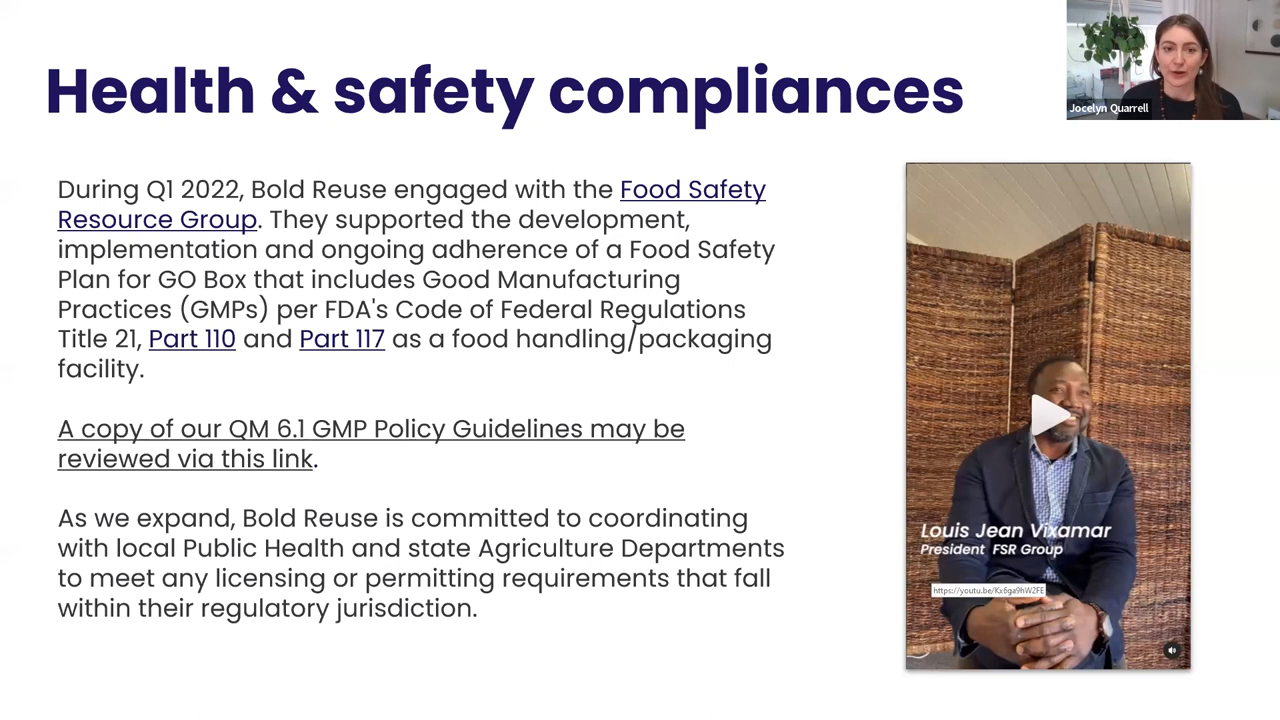 Health & safety compliances
Jocelyn Quarrell
During Q1 2022, Bold Reuse engaged with the Food Safety
Resource Group. They supported the development,
implementation and ongoing adherence of a Food Safety
Plan for GO Box that includes Good Manufacturing
Practices (GMPs) per FDA's Code of Federal Regulations
Title 21, Part 110 and Part 117 as a food handling/packaging
facility.
A copy of our QM 6.1 GMP Policy Guidelines may be
reviewed via this link.
As we expand, Bold Reuse is committed to coordinating
with local Public Health and state Agriculture Departments
to meet any licensing or permitting requirements that fall
within their regulatory jurisdiction.
Louis Jean Vixamar
President FSR Group
https://youtu.be/Kx6ga9hW2FE